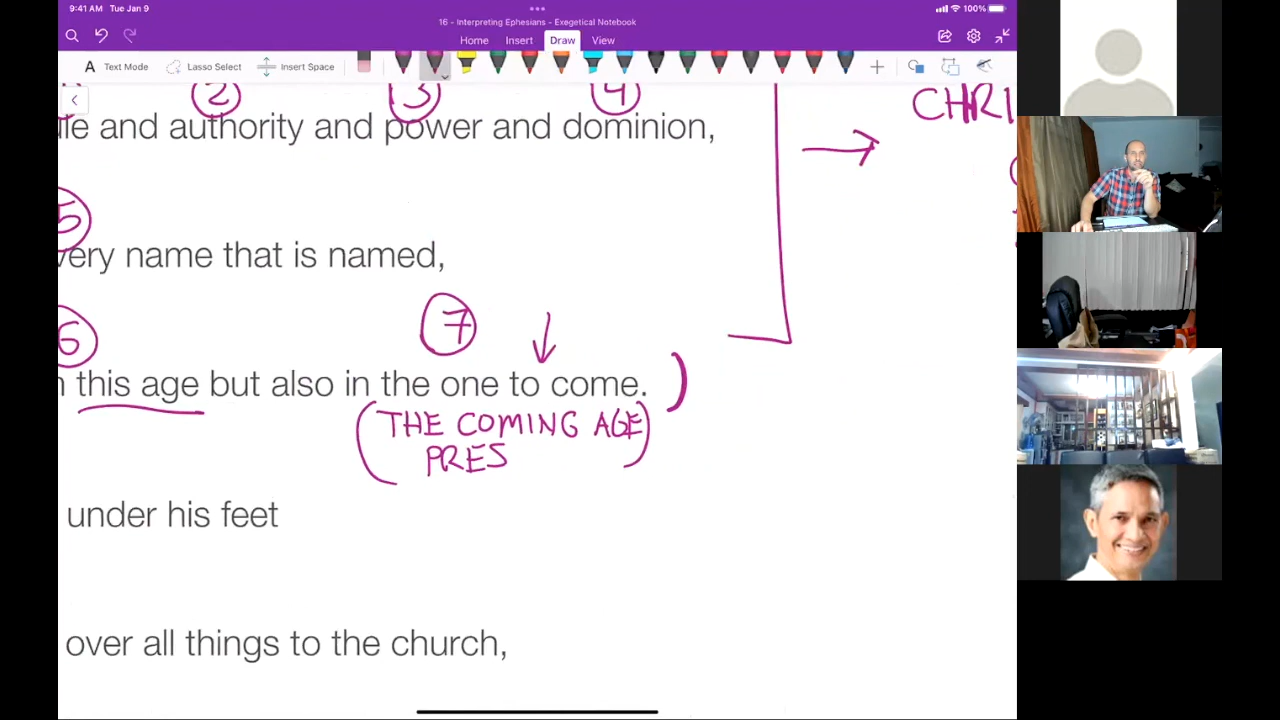 9:41 AM Tue Jan 9
100%
16 - Interpreting Ephesians - Exegetical Notebook
Home Insert Draw View
A Text Mode Lasso Select Insert Space
2 3 4 CHRI
and authority and power and dominion,
5
name that is named,
6 7
this age but also in the one to come. )
(THE COMING AGE)
PRES
under his feet
over all things to the church,